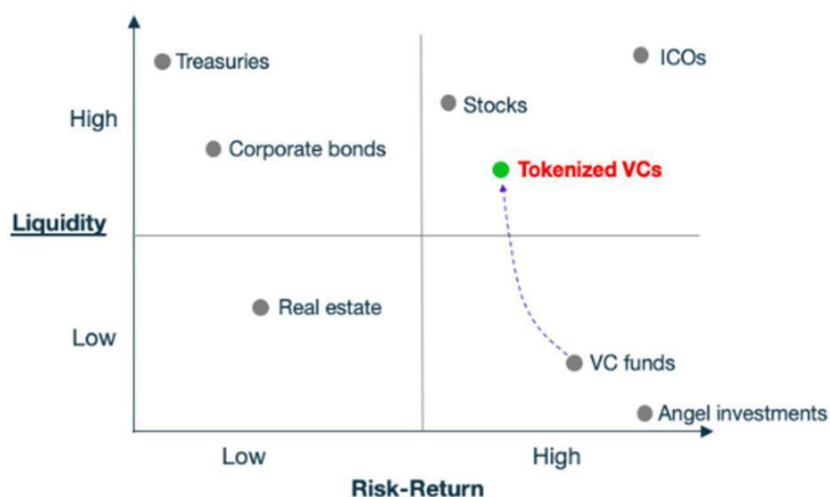 Treasuries
ICOs
Stocks
High
Corporate bonds
Tokenized VCs
Liquidity
Real estate
Low
VC funds
Angel investments
Low
High
Risk-Return